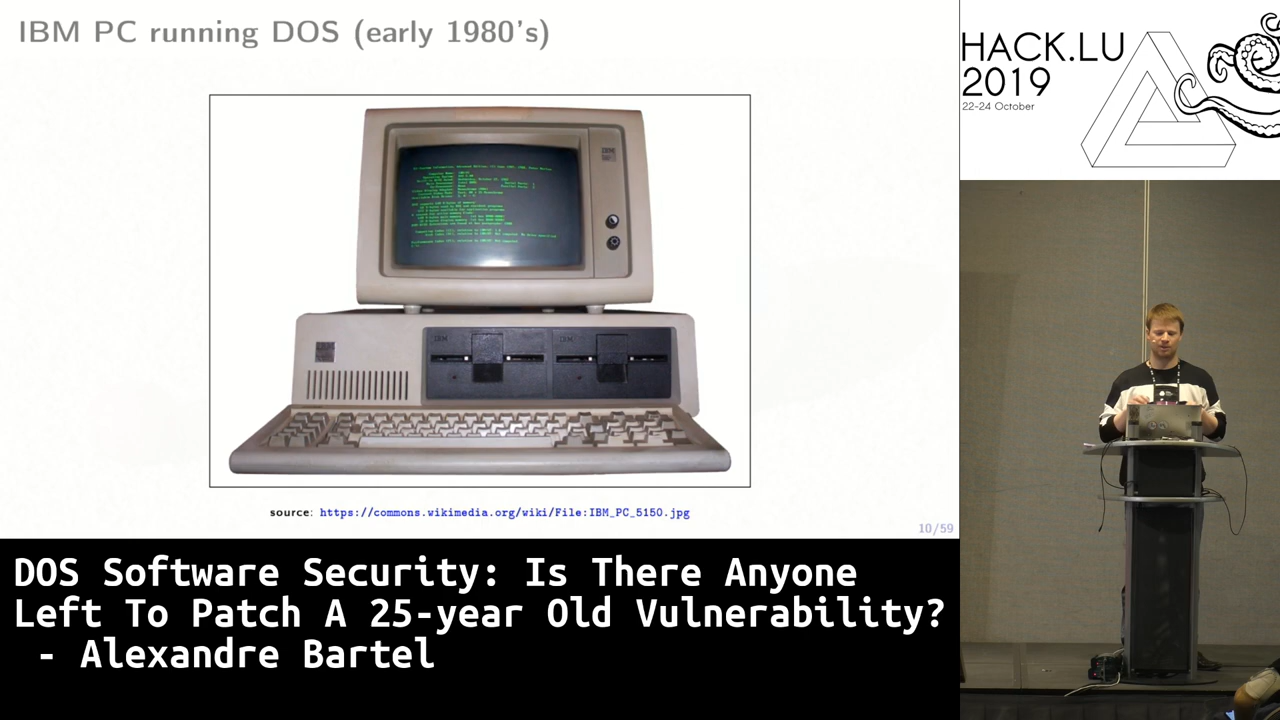 IBM PC running DOS (early 1980's)
HACK.LU
2019
22-24 October
IBM
IBM
source: https://commons.wikimedia.org/wiki/File:IBM_PC_5150.jpg
10/59
DOS Software Security: Is There Anyone
Left To Patch A 25-year Old Vulnerability?
- Alexandre Bartel